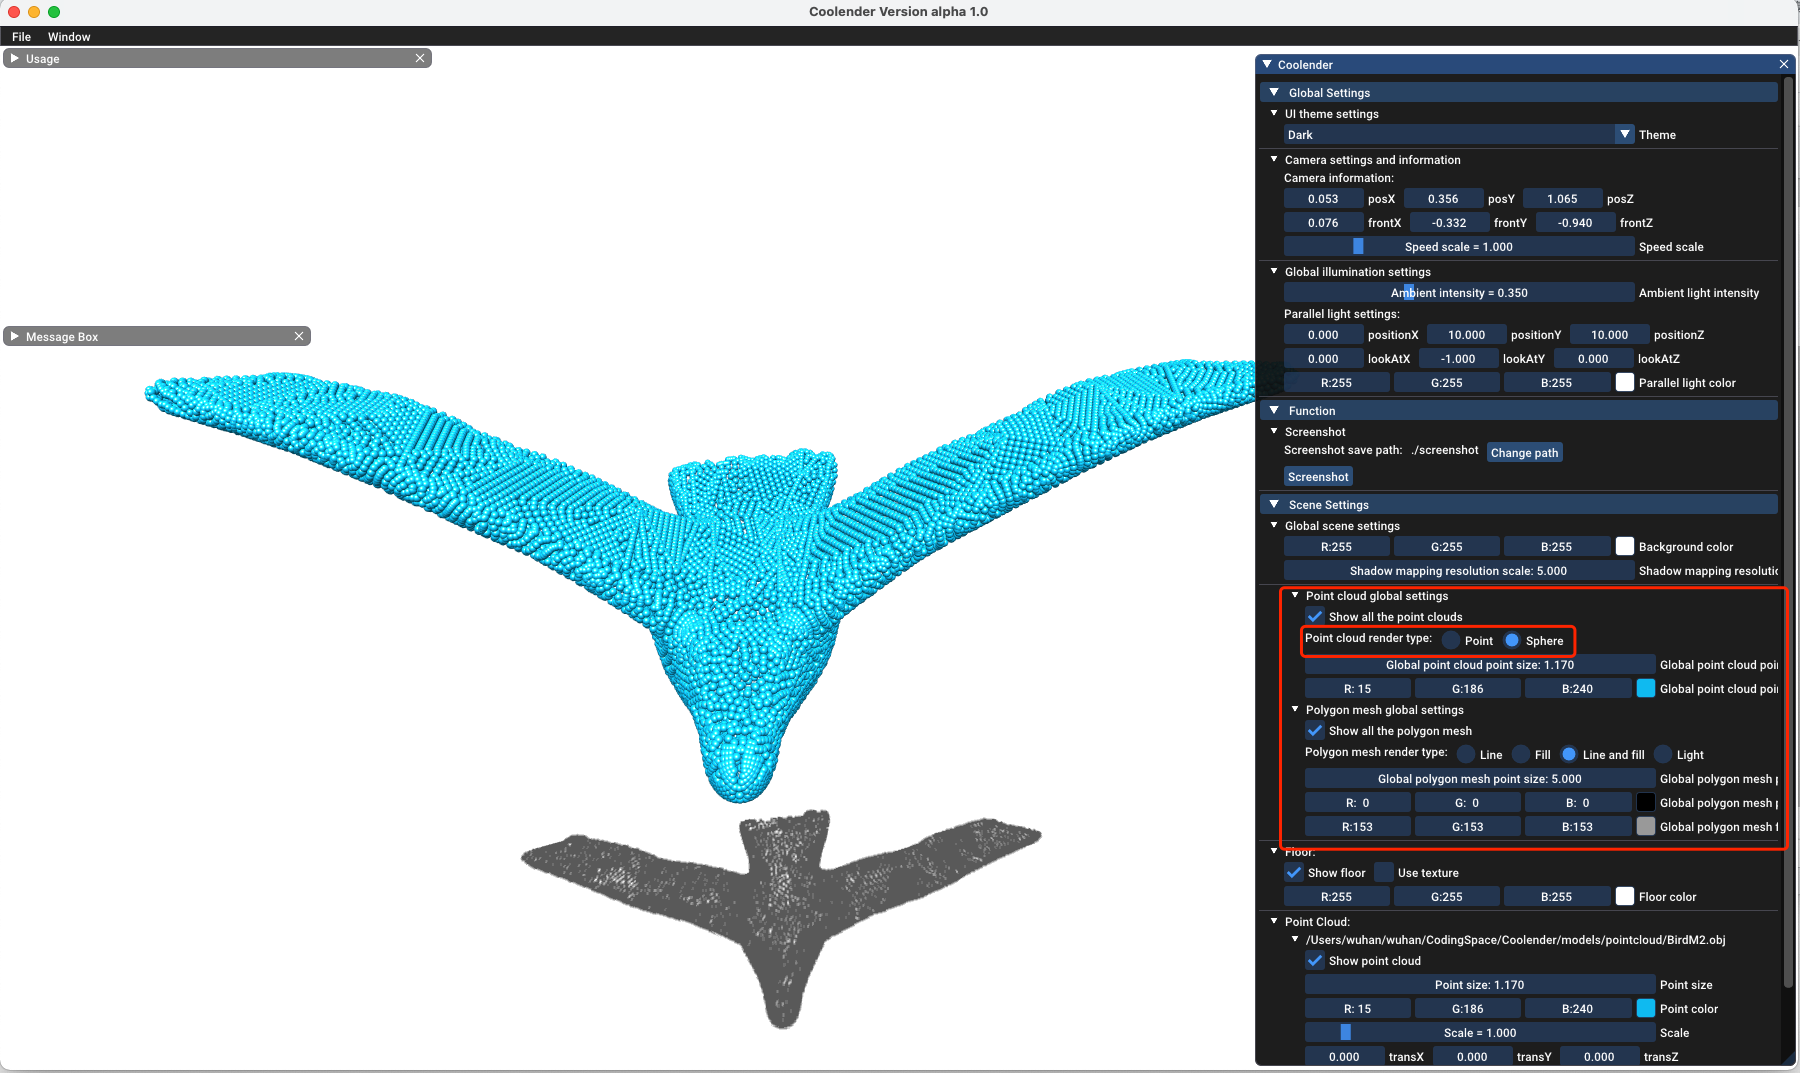 Coolender Version alpha 1.0
File Window
Usage
Message Box
Coolender
Global Settings
UI theme settings
Dark Theme
Camera settings and information
Camera information:
0.053 posX 0.356 posY 1.065 posZ
0.076 frontX -0.332 frontY -0.940 frontZ
Speed scale = 1.000 Speed scale
Global illumination settings
Ambient intensity = 0.350 Ambient light intensity
Parallel light settings:
0.000 positionX 10.000 positionY 10.000 positionZ
0.000 lookAtX -1.000 lookAtY 0.000 lookAtZ
R:255 G:255 B:255 Parallel light color
Function
Screenshot
Screenshot save path: ./screenshot Change path
Screenshot
Scene Settings
Global scene settings
R:255 G:255 B:255 Background color
Shadow mapping resolution scale: 5.000 Shadow mapping resolutic
Point cloud global settings
Show all the point clouds
Point cloud render type: Point Sphere
Global point cloud point size: 1.170 Global point cloud poi
R: 15 G:186 B:240 Global point cloud poi
Polygon mesh global settings
Show all the polygon mesh
Polygon mesh render type: Line Fill Line and fill Light
Global polygon mesh point size: 5.000 Global polygon mesh p
R: 0 G: 0 B: 0 Global polygon mesh p
R:153 G:153 B:153 Global polygon mesh f
Floor:
Show floor Use texture
R:255 G:255 B:255 Floor color
Point Cloud:
/Users/wuhan/wuhan/CodingSpace/Coolender/models/pointcloud/BirdM2.obj
Show point cloud
Point size: 1.170 Point size
R: 15 G:186 B:240 Point color
Scale = 1.000 Scale
0.000 transX 0.000 transY 0.000 transZ